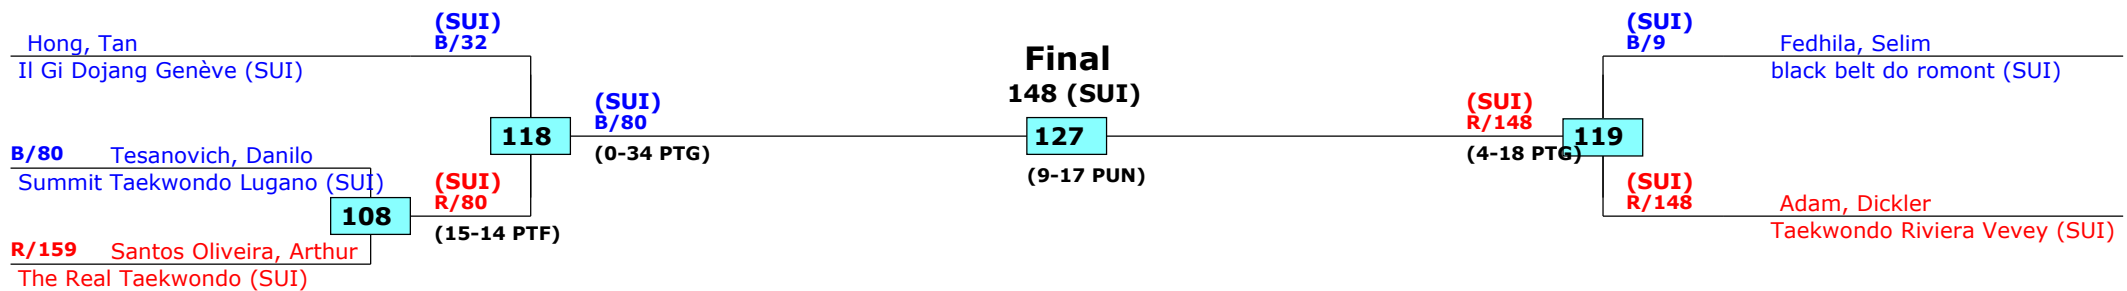 (SUI)
B/32
Hong, Tan
Il Gi Dojang Genève (SUI)
B/80 Tesanovich, Danilo
Summit Taekwondo Lugano (SUI)
108
R/159 Santos Oliveira, Arthur
The Real Taekwondo (SUI)
(SUI)
R/80
(15-14 PTF)
118
(SUI)
B/80
(0-34 PTG)
Final
148 (SUI)
127
(9-17 PUN)
(SUI)
R/148
(4-18 PTG)
119
(SUI)
B/9
Fedhila, Selim
black belt do romont (SUI)
(SUI)
R/148
Adam, Dickler
Taekwondo Riviera Vevey (SUI)